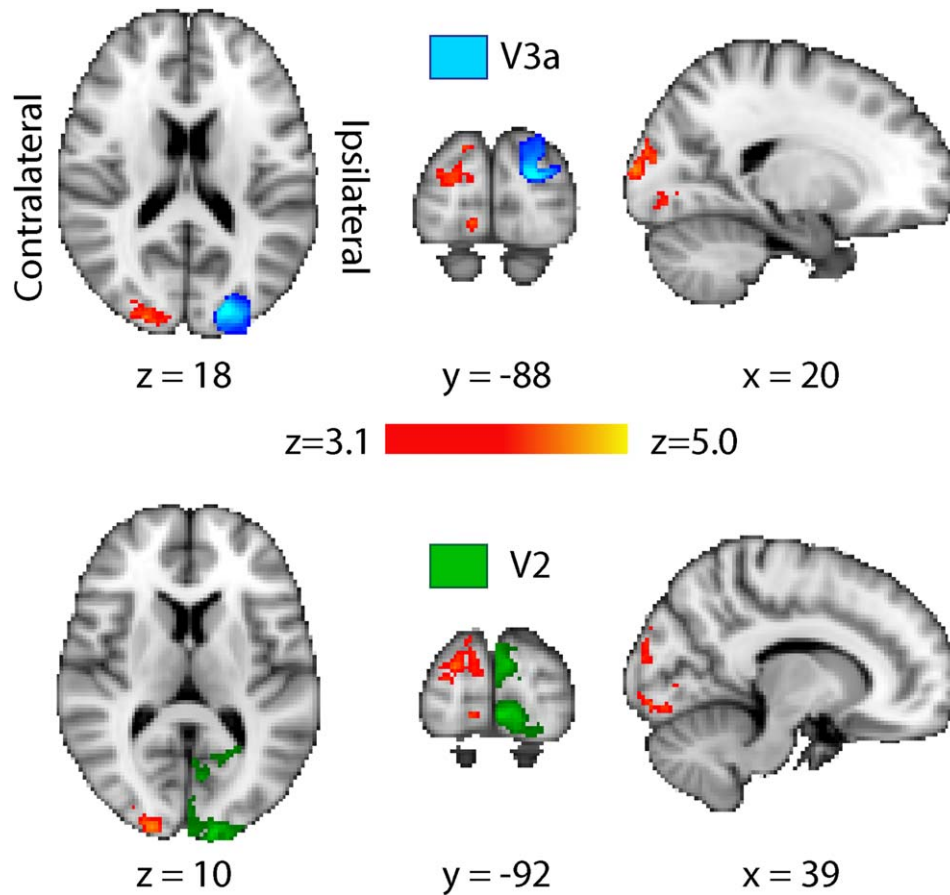 V3a
Contralateral
Ipsilateral
z = 18
y = -88
x = 20
z=3.1
z=5.0
V2
z = 10
y = -92
x = 39